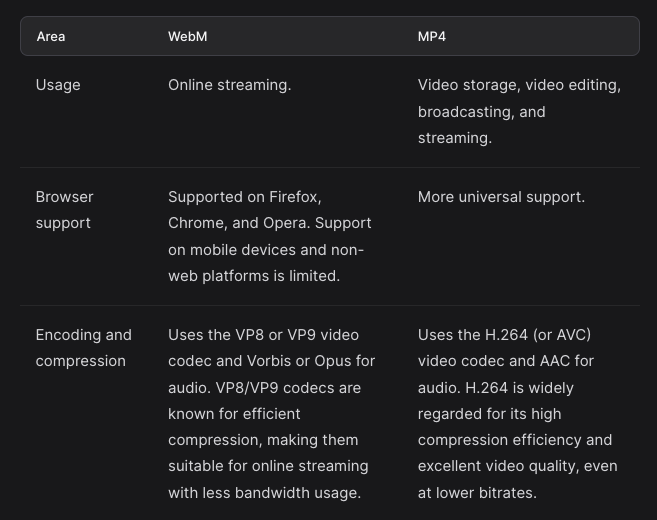 Area WebM MP4
Usage Online streaming. Video storage, video editing,
broadcasting, and
streaming.
Browser Supported on Firefox, More universal support.
support Chrome, and Opera. Support
on mobile devices and non-
web platforms is limited.
Encoding and Uses the VP8 or VP9 video Uses the H.264 (or AVC)
compression codec and Vorbis or Opus for video codec and AAC for
audio. VP8/VP9 codecs are audio. H.264 is widely
known for efficient regarded for its high
compression, making them compression efficiency and
suitable for online streaming excellent video quality, even
with less bandwidth usage. at lower bitrates.